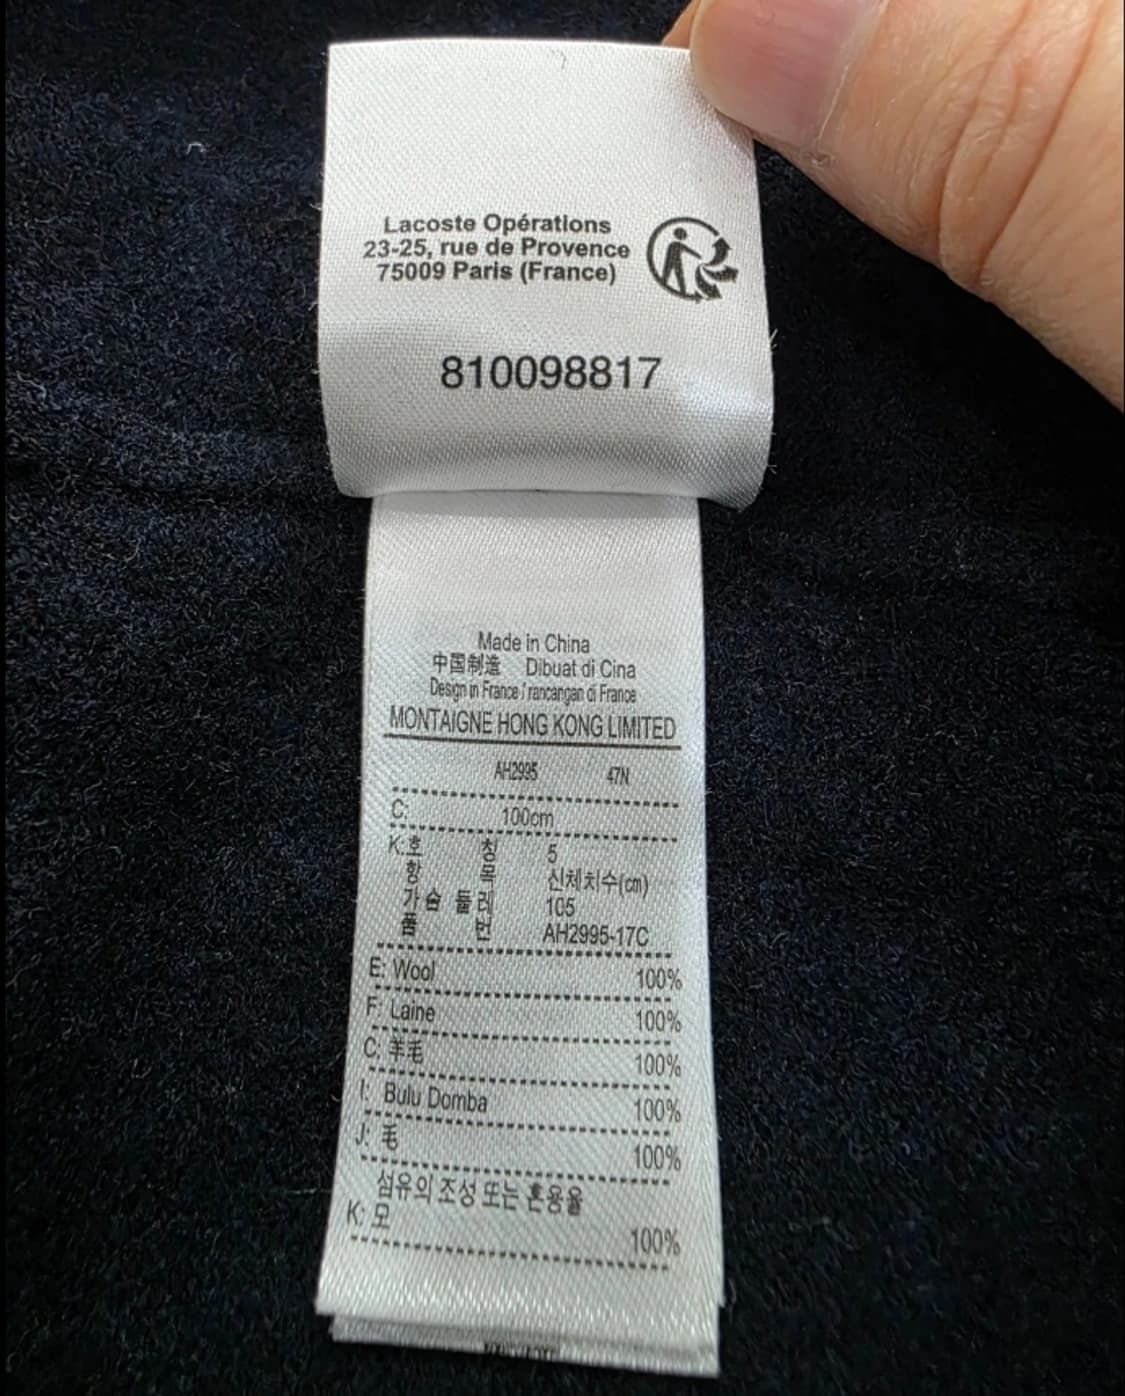 Lacoste Opérations
23-25, rue de Provence
75009 Paris (France)
810098817
Made in China
中国制造 Dibuat di Cina
Design in France / rancangan di France
MONTAIGNE HONG KONG LIMITED
AH2995 47N
C: 100cm
K:호 칭 5
항 목 신체치수(㎝)
가슴 둘레 105
품 번 AH2995-17C
E: Wool 100%
F: Laine 100%
C: 羊毛 100%
I: Bulu Domba 100%
J: 毛 100%
섬유의 조성 또는 혼용율
K: 모 100%